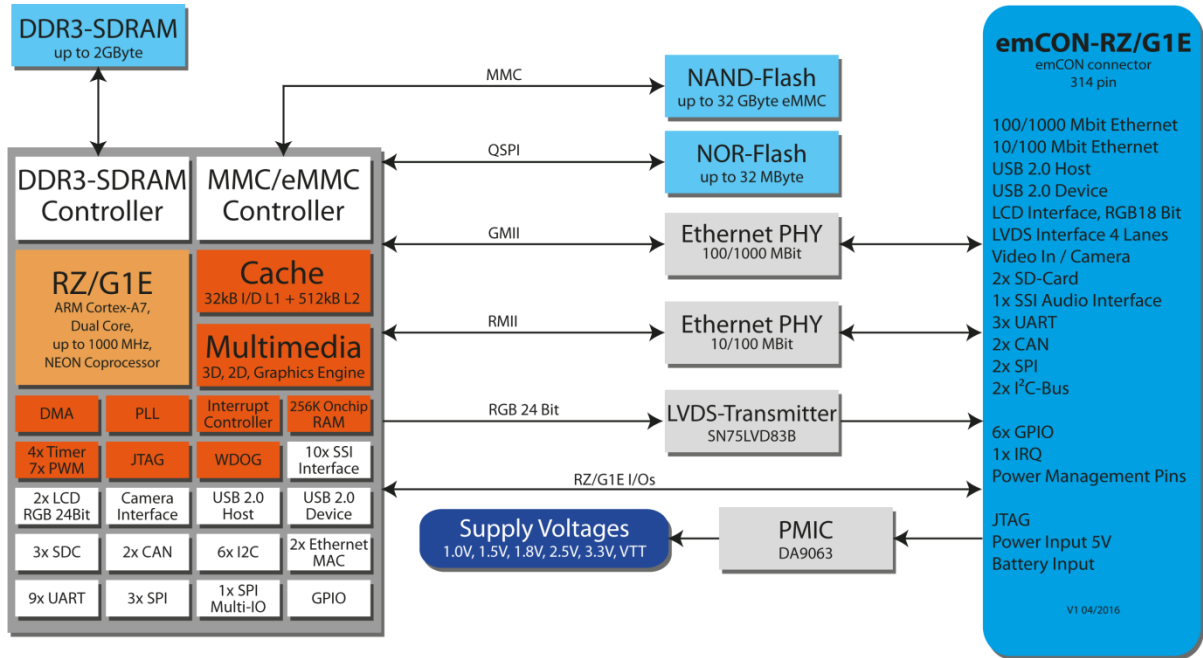 DDR3-SDRAM
up to 2GByte
MMC
NAND-Flash
up to 32 GByte eMMC
QSPI
NOR-Flash
up to 32 MByte
DDR3-SDRAM
Controller
MMC/eMMC
Controller
GMII
Ethernet PHY
100/1000 MBit
RZ/G1E
ARM Cortex-A7,
Dual Core,
up to 1000 MHz,
NEON Coprocessor
Cache
32kB I/D L1 + 512kB L2
RMII
Ethernet PHY
10/100 MBit
Multimedia
3D, 2D, Graphics Engine
DMA
PLL
Interrupt
Controller
256K Onchip
RAM
RGB 24 Bit
LVDS-Transmitter
SN75LVD83B
4x Timer
7x PWM
JTAG
WDOG
10x SSI
Interface
RZ/G1E I/Os
2x LCD
RGB 24Bit
Camera
Interface
USB 2.0
Host
USB 2.0
Device
Supply Voltages
1.0V, 1.5V, 1.8V, 2.5V, 3.3V, VTT
PMIC
DA9063
3x SDC
2x CAN
6x I2C
2x Ethernet
MAC
9x UART
3x SPI
1x SPI
Multi-IO
GPIO
emCON-RZ/G1E
emCON connector
314 pin
100/1000 Mbit Ethernet
10/100 Mbit Ethernet
USB 2.0 Host
USB 2.0 Device
LCD Interface, RGB18 Bit
LVDS Interface 4 Lanes
Video In / Camera
2x SD-Card
1x SSI Audio Interface
3x UART
2x CAN
2x SPI
2x I²C-Bus
6x GPIO
1x IRQ
Power Management Pins
JTAG
Power Input 5V
Battery Input
V1 04/2016